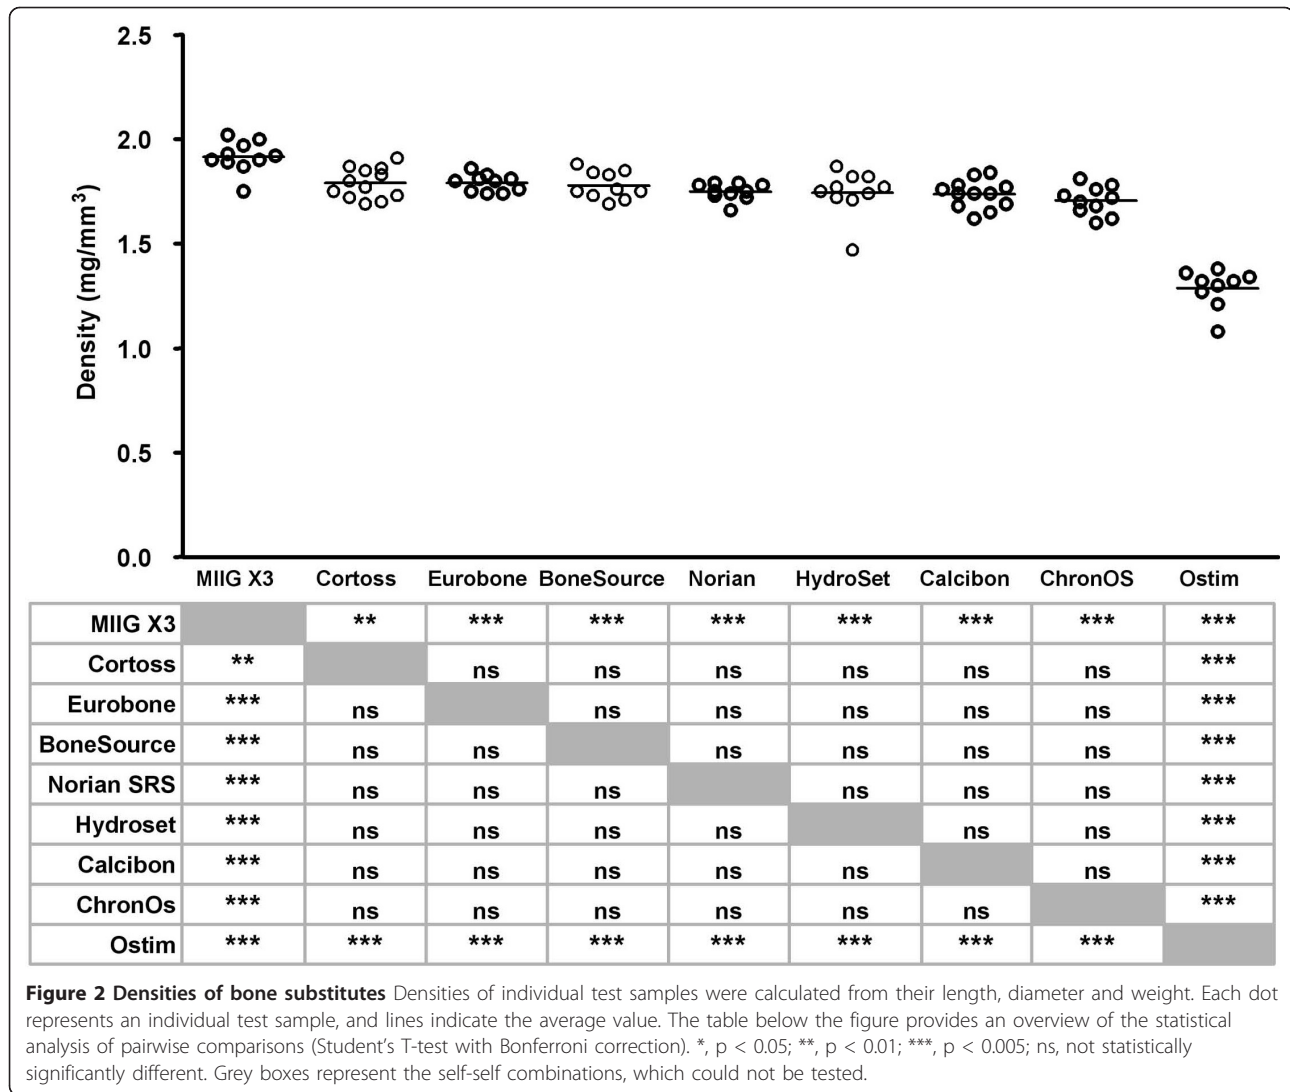 2.5
2.0
1.5
1.0
0.5
0.0
Density (mg/mm³)
MIIG X3 Cortoss Eurobone BoneSource Norian HydroSet Calcibon ChronOS Ostim
MIIG X3 ** *** *** *** *** *** *** ***
Cortoss ** ns ns ns ns ns ns ***
Eurobone *** ns ns ns ns ns ns ***
BoneSource *** ns ns ns ns ns ns ***
Norian SRS *** ns ns ns ns ns ns ***
Hydroset *** ns ns ns ns ns ns ***
Calcibon *** ns ns ns ns ns ns ***
ChronOs *** ns ns ns ns ns ns ***
Ostim *** *** *** *** *** *** *** ***
Figure 2 Densities of bone substitutes Densities of individual test samples were calculated from their length, diameter and weight. Each dot
represents an individual test sample, and lines indicate the average value. The table below the figure provides an overview of the statistical
analysis of pairwise comparisons (Student's T-test with Bonferroni correction). *, p < 0.05; **, p < 0.01; ***, p < 0.005; ns, not statistically
significantly different. Grey boxes represent the self-self combinations, which could not be tested.